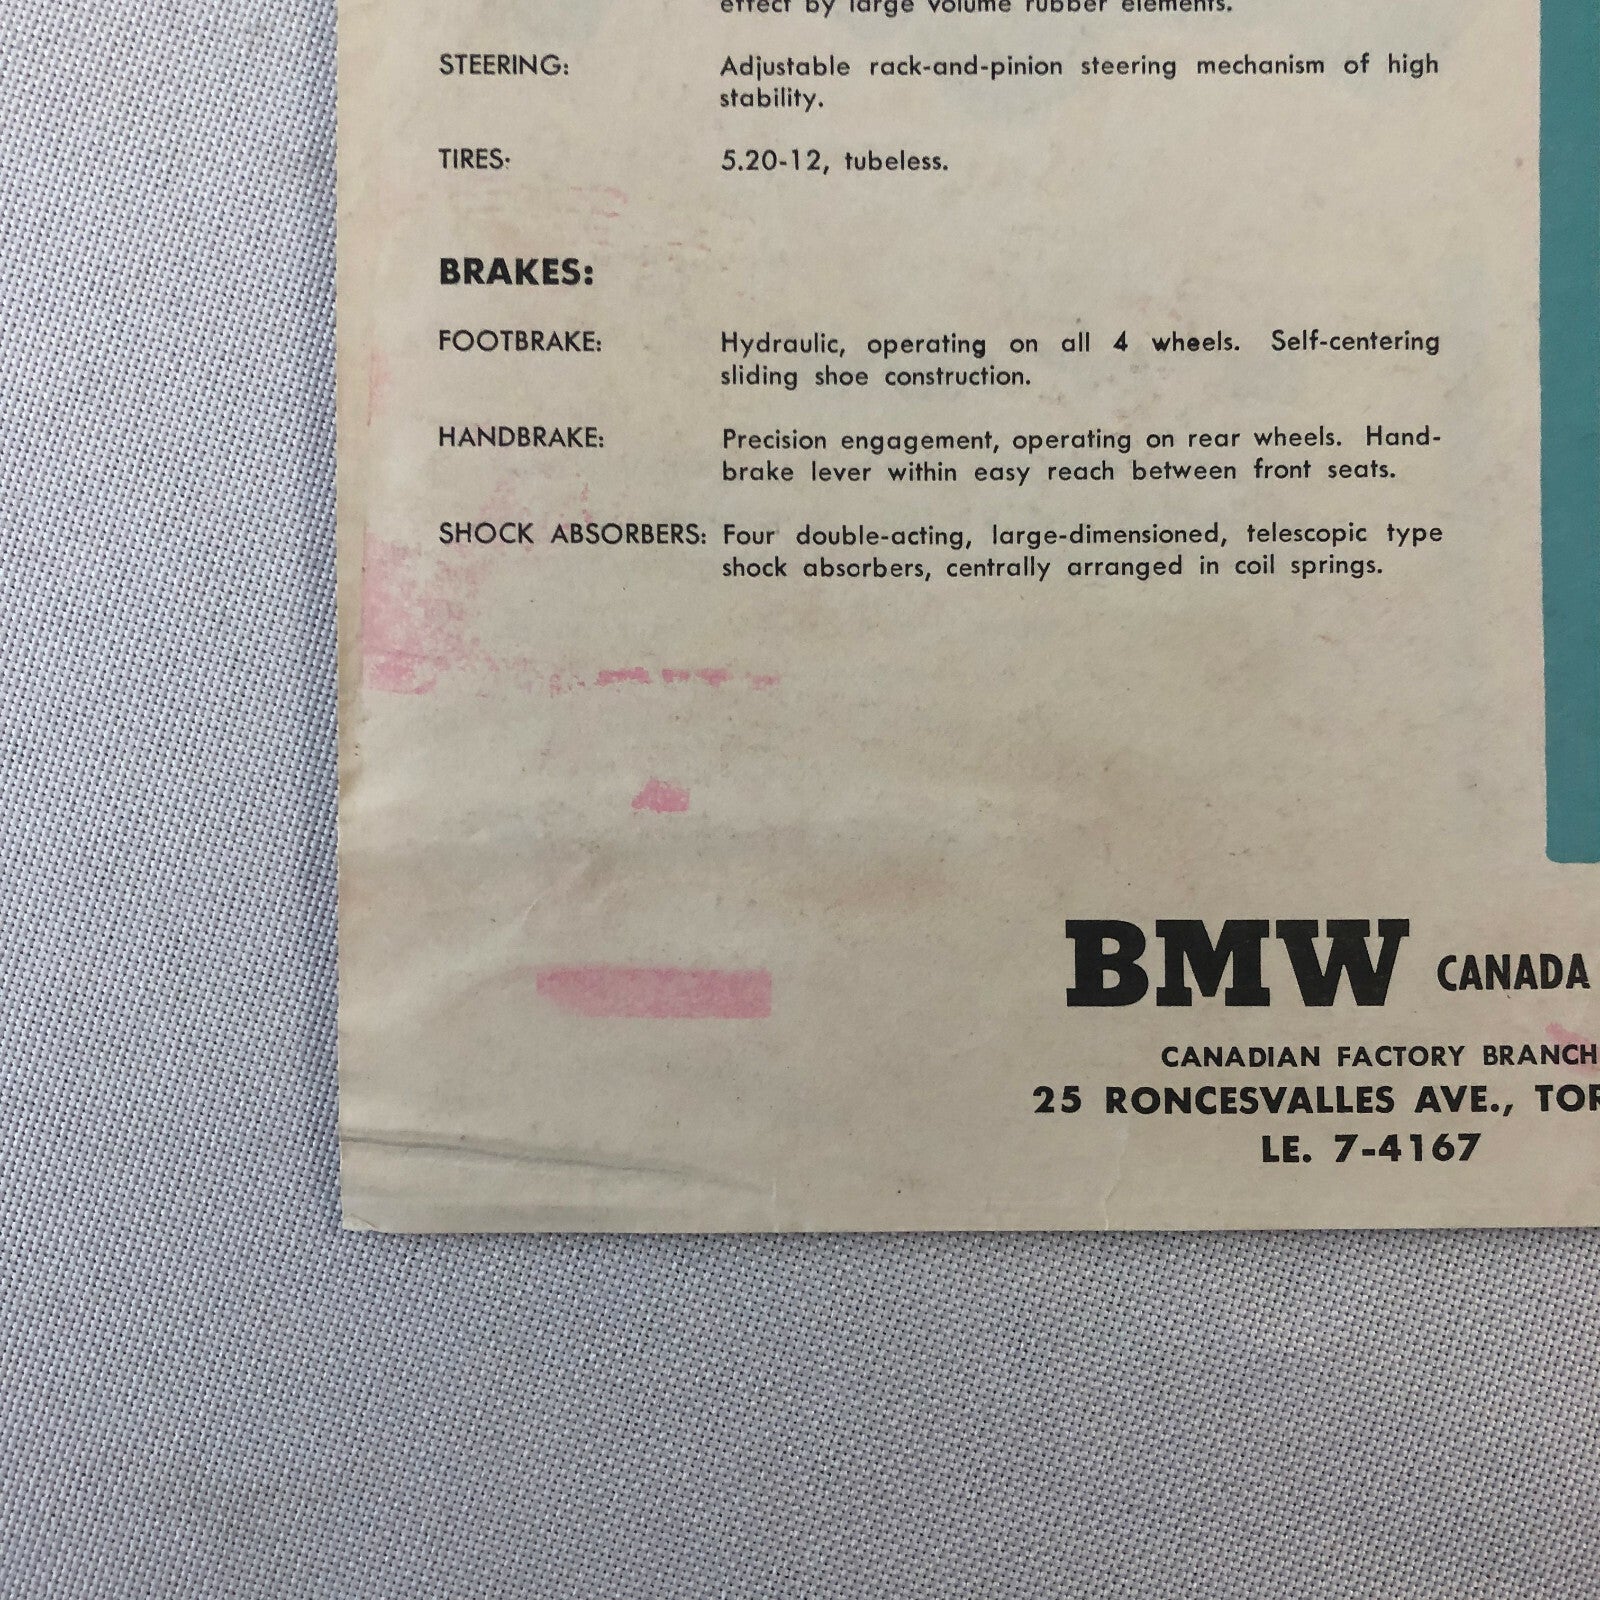 effect by large volume rubber elements.
STEERING: Adjustable rack-and-pinion steering mechanism of high
stability.
TIRES: 5.20-12, tubeless.
BRAKES:
FOOTBRAKE: Hydraulic, operating on all 4 wheels. Self-centering
sliding shoe construction.
HANDBRAKE: Precision engagement, operating on rear wheels. Hand-
brake lever within easy reach between front seats.
SHOCK ABSORBERS: Four double-acting, large-dimensioned, telescopic type
shock absorbers, centrally arranged in coil springs.
BMW CANADA
CANADIAN FACTORY BRANCH
25 RONCESVALLES AVE.,
LE. 7-4167